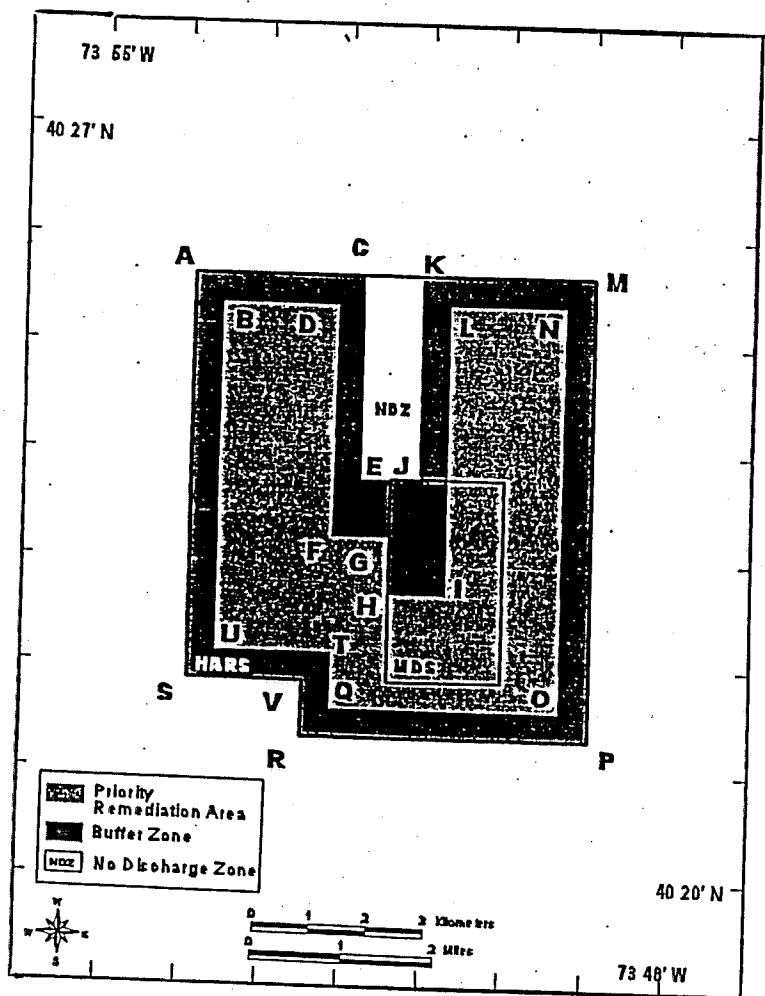 73 55' W
40 27' N
A
C
K
M
B
D
L
N
NDZ
E
J
F
G
I
H
U
T
HARS
MDS
S
V
Q
O
R
P
Priority
Remediation Area
Buffer Zone
NDZ
No Discharge Zone
40 20' N
0 1 2 3 Kilometers
0 1 2 Miles
W
S
73 48' W